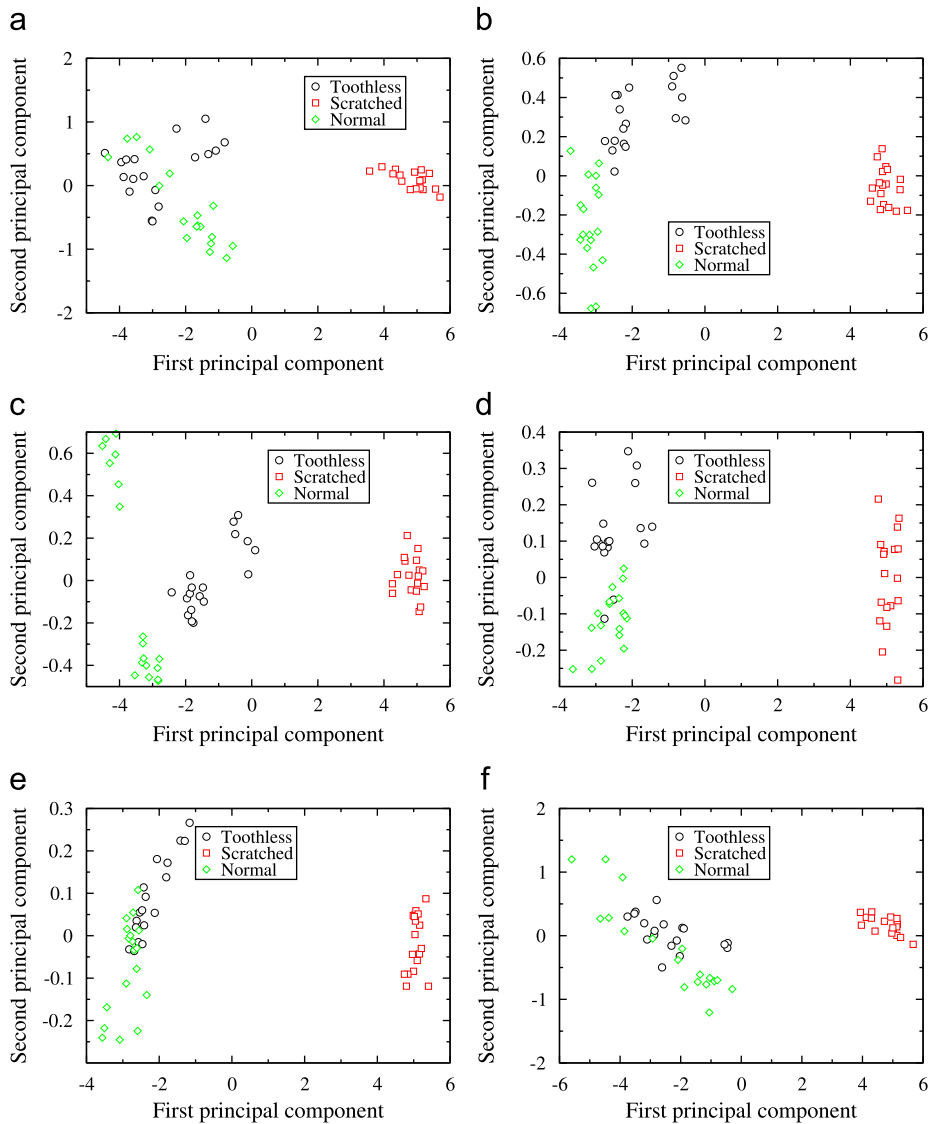 a
2
1
0
-1
-2
-4
-2
0
2
4
6
Second principal component
First principal component
Toothless
Scratched
Normal
b
0.6
0.2
-0.2
-0.6
-4
-2
0
2
4
6
Second principal component
First principal component
Toothless
Scratched
Normal
c
0.6
0.4
0.2
0
-0.2
-0.4
-4
-2
0
2
4
6
Second principal component
First principal component
Toothless
Scratched
Normal
d
0.4
0.3
0.2
0.1
0
-0.1
-0.2
-4
-2
0
2
4
6
Second principal component
First principal component
Toothless
Scratched
Normal
e
0.3
0.2
0.1
0
-0.1
-0.2
-4
-2
0
2
4
6
Second principal component
First principal component
Toothless
Scratched
Normal
f
2
1
0
-1
-2
-6
-4
-2
0
2
4
6
Second principal component
First principal component
Toothless
Scratched
Normal